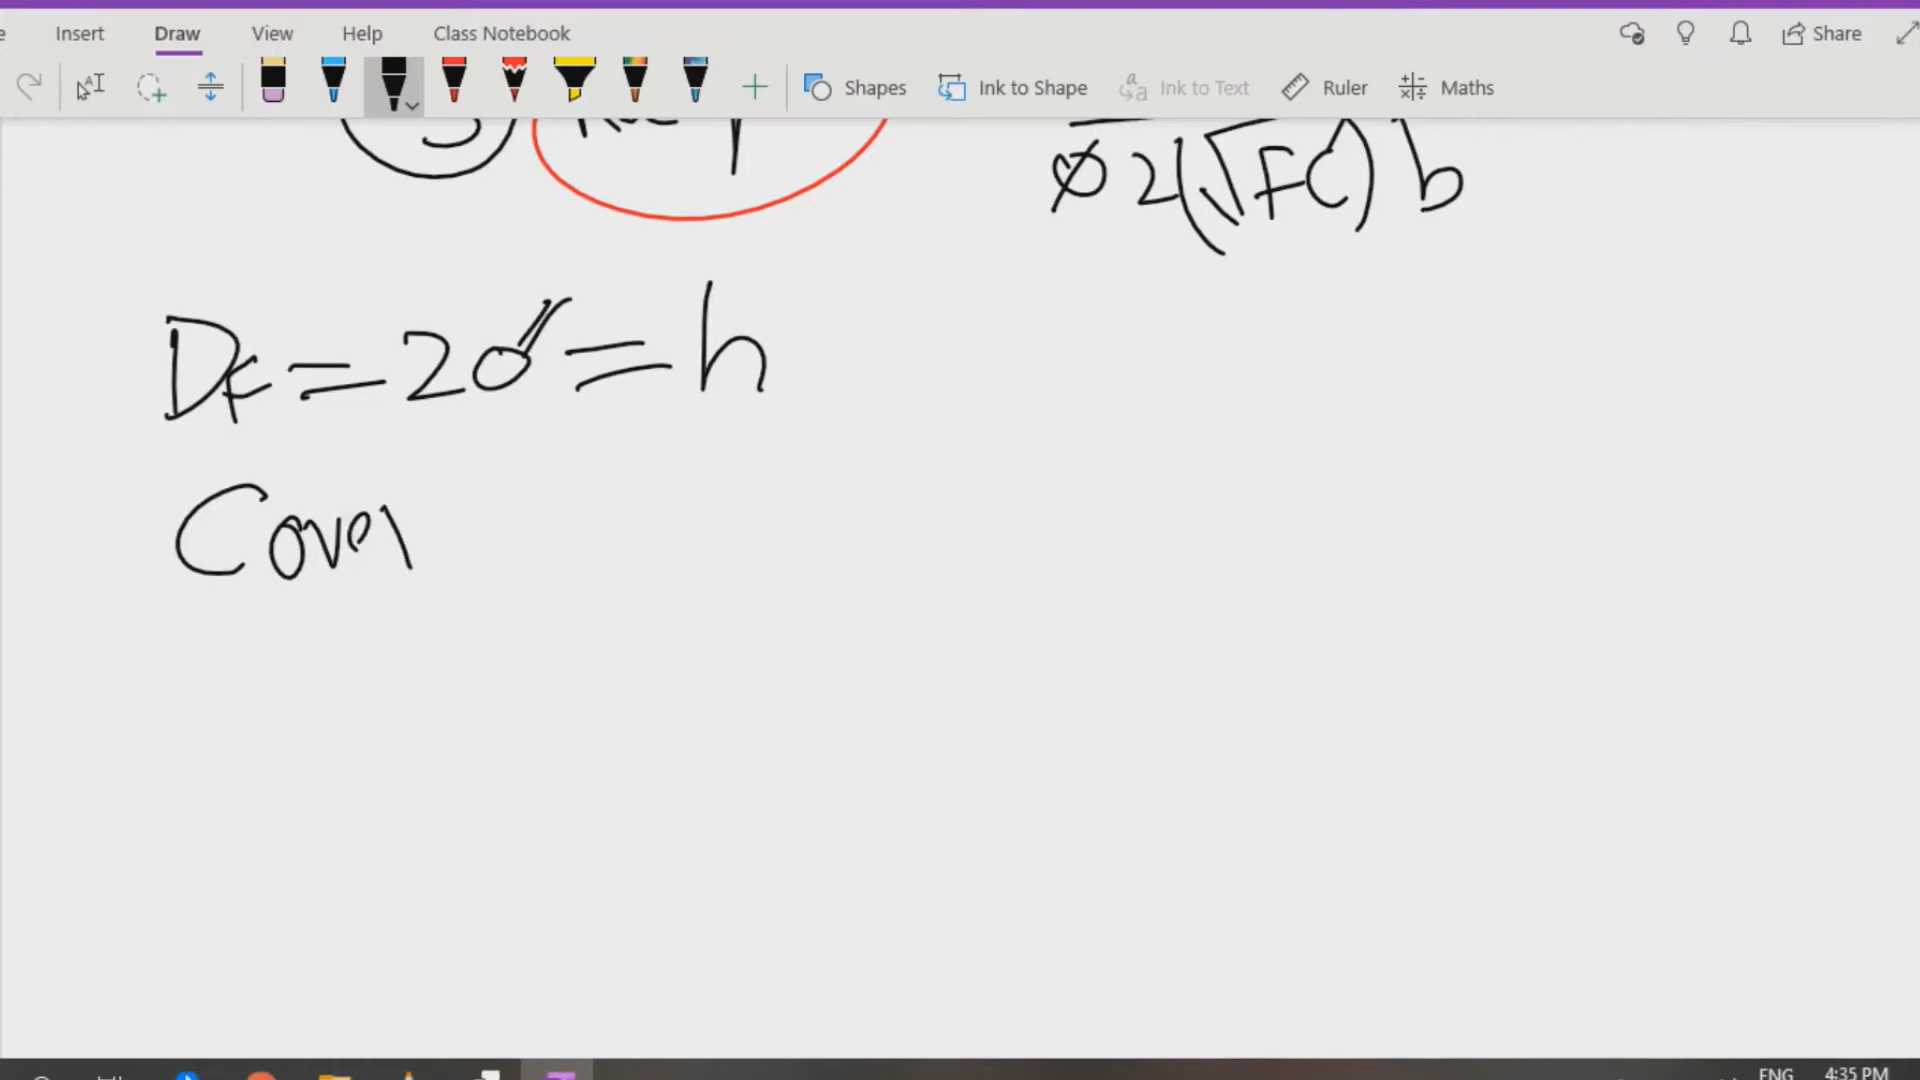 Insert Draw View Help Class Notebook Share
Shapes Ink to Shape Ink to Text Ruler Maths
φ 2(√FC) b
DF = 20" = h
Cover
ENG 4:35 PM